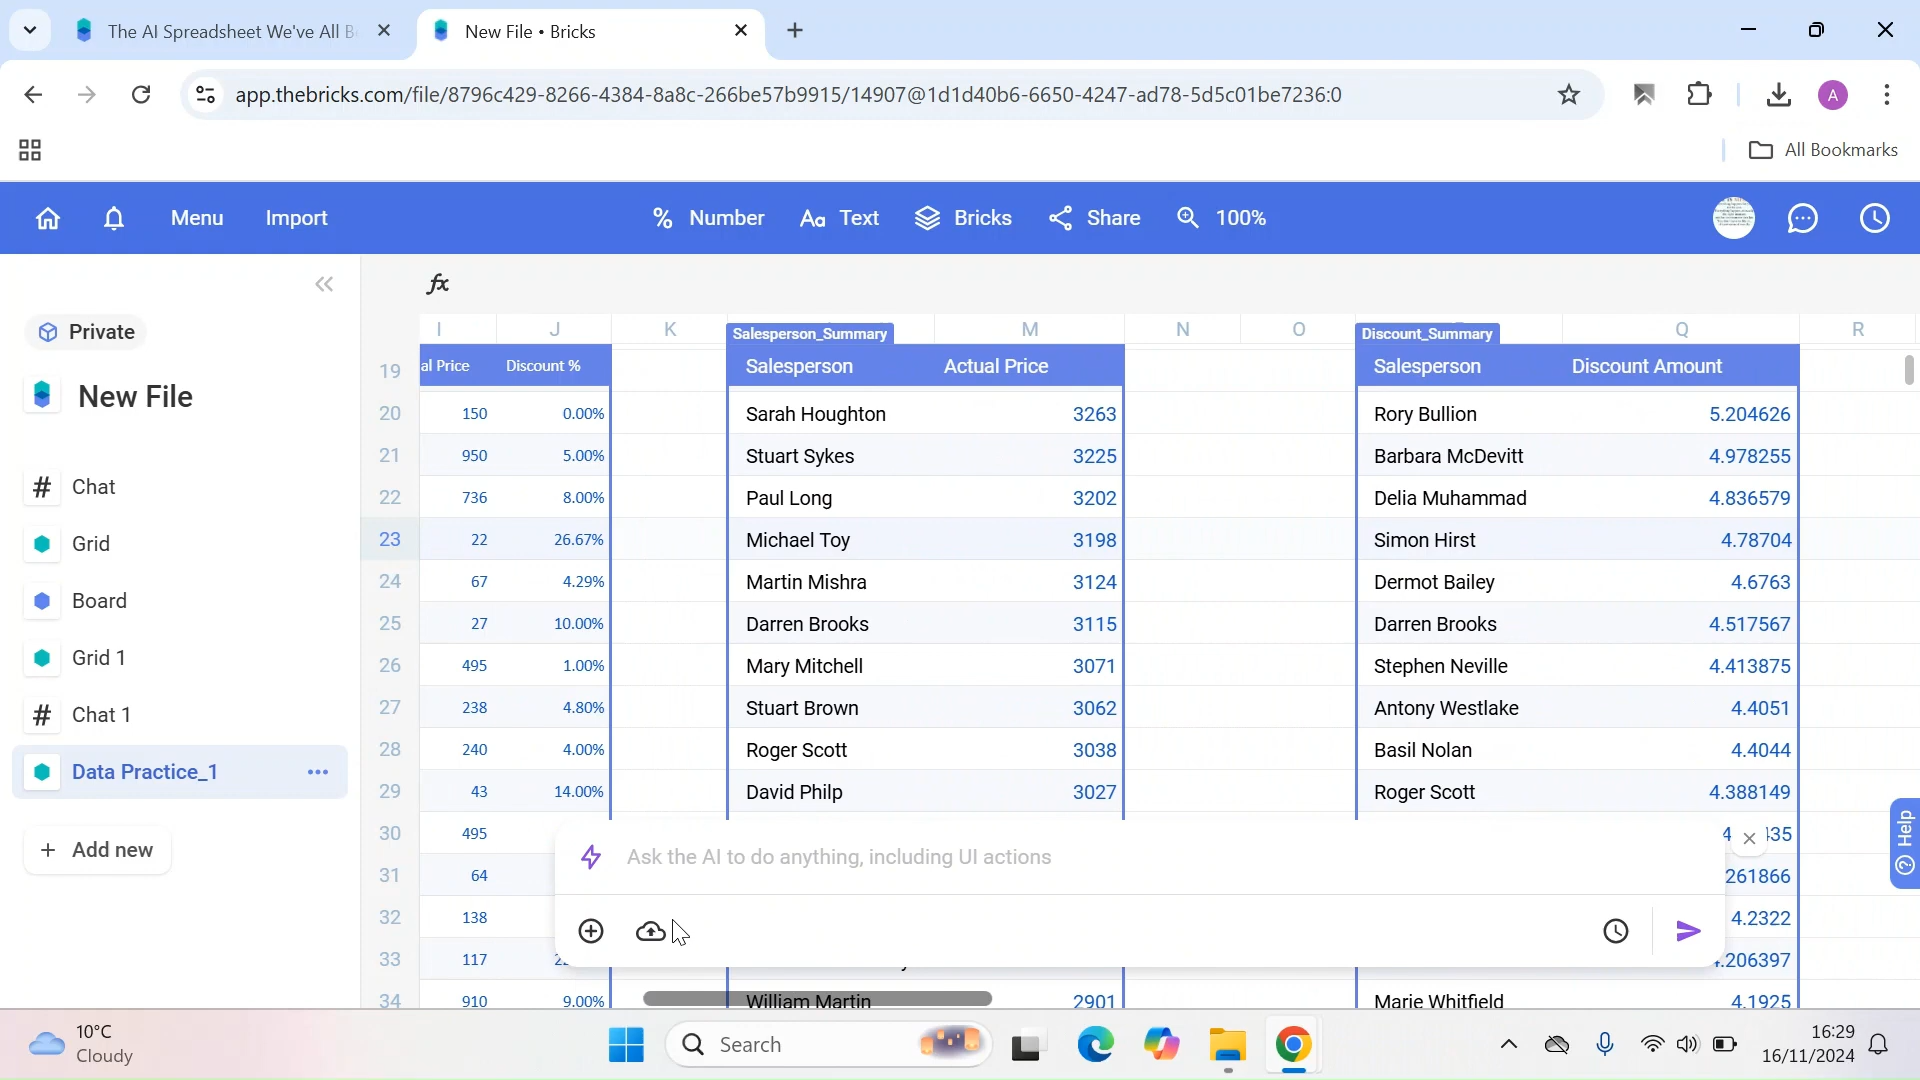 The AI Spreadsheet We've All B
New File • Bricks
app.thebricks.com/file/8796c429-8266-4384-8a8c-266be57b9915/14907@1d1d40b6-6650-4247-ad78-5d5c01be7236:0
A
All Bookmarks
Menu Import % Number Aa Text Bricks Share 100%
Private
New File
# Chat
Grid
Board
Grid 1
# Chat 1
Data Practice_1
+ Add new
fx
I J K M N O Q R
Salesperson_Summary Discount_Summary
19 al Price Discount % Salesperson Actual Price Salesperson Discount Amount
20 150 0.00% Sarah Houghton 3263 Rory Bullion 5.204626
21 950 5.00% Stuart Sykes 3225 Barbara McDevitt 4.978255
22 736 8.00% Paul Long 3202 Delia Muhammad 4.836579
23 22 26.67% Michael Toy 3198 Simon Hirst 4.78704
24 67 4.29% Martin Mishra 3124 Dermot Bailey 4.6763
25 27 10.00% Darren Brooks 3115 Darren Brooks 4.517567
26 495 1.00% Mary Mitchell 3071 Stephen Neville 4.413875
27 238 4.80% Stuart Brown 3062 Antony Westlake 4.4051
28 240 4.00% Roger Scott 3038 Basil Nolan 4.4044
29 43 14.00% David Philp 3027 Roger Scott 4.388149
30 495 4 435
31 64 261866
32 138 4.2322
33 117 2 .206397
34 910 9.00% William Martin 2901 Marie Whitfield 4.1925
Ask the AI to do anything, including UI actions
Help
10°C
Cloudy
Search
16:29
16/11/2024